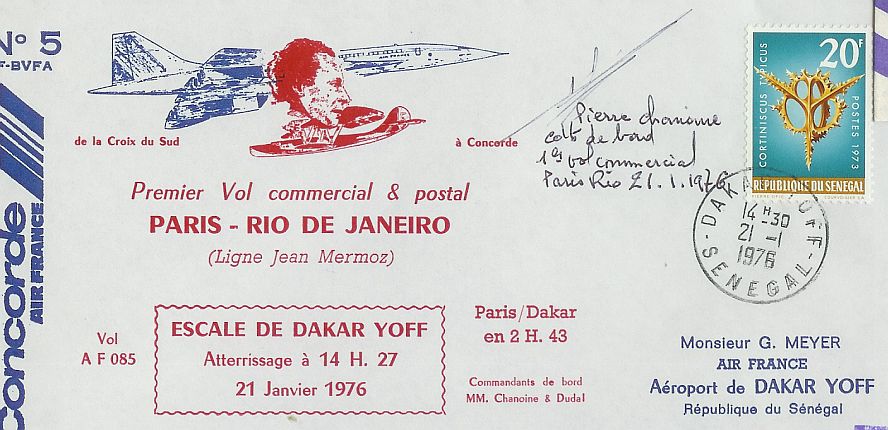 N° 5
F-BVFA
Concorde
AIR FRANCE
de la Croix du Sud
à Concorde
Premier Vol commercial & postal
PARIS - RIO DE JANEIRO
(Ligne Jean Mermoz)
Vol
A F 085
ESCALE DE DAKAR YOFF
Atterrissage à 14 H. 27
21 Janvier 1976
Paris/Dakar
en 2 H. 43
Commandants de bord
MM. Chanoine & Dudal
Pierre Chanoine
cdt de bord
1er vol commercial
Paris Rio 21.1.1976
20F
CORTINISCUS TYPICUS
POSTES 1973
RÉPUBLIQUE DU SENEGAL
DAKAR-YOFF
14 H 30
21 -1
1976
SENEGAL
Monsieur G. MEYER
AIR FRANCE
Aéroport de DAKAR YOFF
République du Sénégal